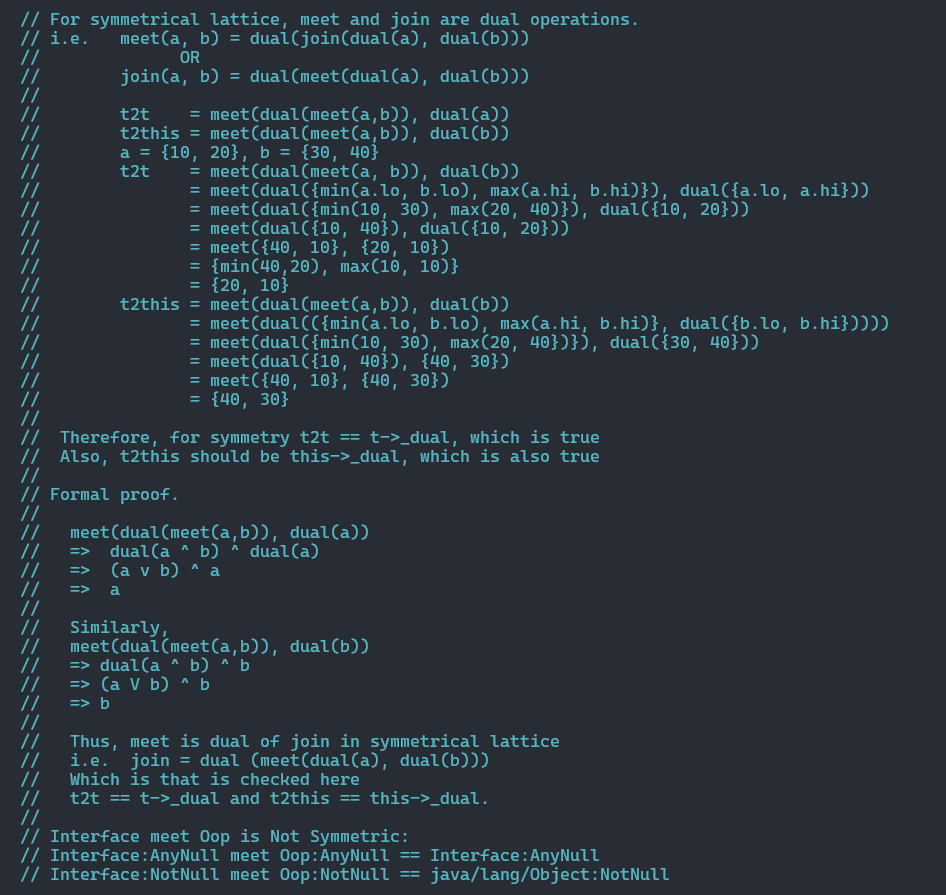 // For symmetrical lattice, meet and join are dual operations.
// i.e.   meet(a, b) = dual(join(dual(a), dual(b)))
//              OR
//        join(a, b) = dual(meet(dual(a), dual(b)))
//
//        t2t    = meet(dual(meet(a,b)), dual(a))
//        t2this = meet(dual(meet(a,b)), dual(b))
//        a = {10, 20}, b = {30, 40}
//        t2t    = meet(dual(meet(a, b)), dual(b))
//               = meet(dual({min(a.lo, b.lo), max(a.hi, b.hi)}), dual({a.lo, a.hi}))
//               = meet(dual({min(10, 30), max(20, 40)}), dual({10, 20}))
//               = meet(dual({10, 40}), dual({10, 20}))
//               = meet({40, 10}, {20, 10})
//               = {min(40,20), max(10, 10)}
//               = {20, 10}
//        t2this = meet(dual(meet(a,b)), dual(b))
//               = meet(dual(({min(a.lo, b.lo), max(a.hi, b.hi)}, dual({b.lo, b.hi}))))
//               = meet(dual({min(10, 30), max(20, 40})}), dual({30, 40}))
//               = meet(dual({10, 40}), {40, 30})
//               = meet({40, 10}, {40, 30})
//               = {40, 30}
//
//  Therefore, for symmetry t2t == t->_dual, which is true
//  Also, t2this should be this->_dual, which is also true
//
// Formal proof.
//
//   meet(dual(meet(a,b)), dual(a))
//   =>  dual(a ^ b) ^ dual(a)
//   =>  (a v b) ^ a
//   =>  a
//
//   Similarly,
//   meet(dual(meet(a,b)), dual(b))
//   => dual(a ^ b) ^ b
//   => (a V b) ^ b
//   => b
//
//   Thus, meet is dual of join in symmetrical lattice
//   i.e.  join = dual (meet(dual(a), dual(b)))
//   Which is that is checked here
//   t2t == t->_dual and t2this == this->_dual.
//
// Interface meet Oop is Not Symmetric:
// Interface:AnyNull meet Oop:AnyNull == Interface:AnyNull
// Interface:NotNull meet Oop:NotNull == java/lang/Object:NotNull